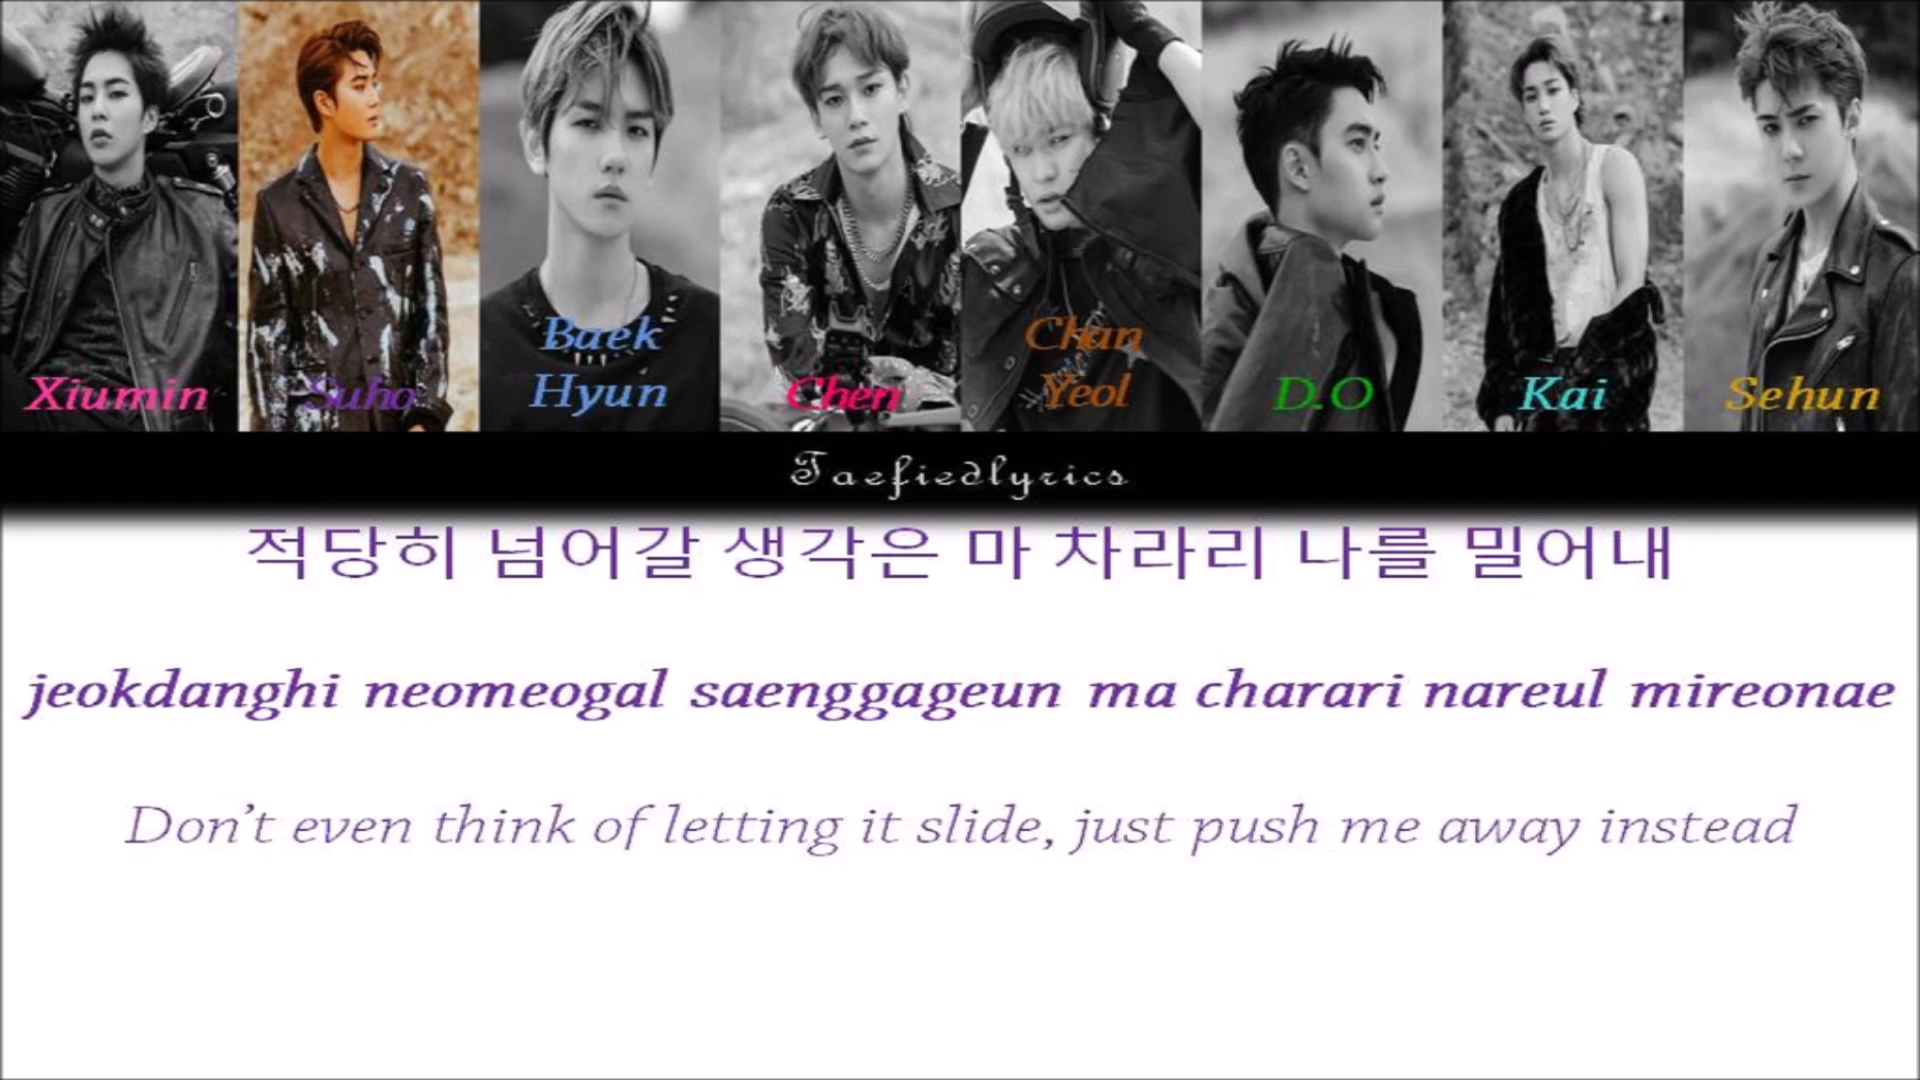 Xiumin
Suho
Baek
Hyun
Chen
Chan
Yeol
D.O
Kai
Sehun
Taefiedlyrics
적당히 넘어갈 생각은 마 차라리 나를 밀어내
jeokdanghi neomeogal saenggageun ma charari nareul mireonae
Don't even think of letting it slide, just push me away instead